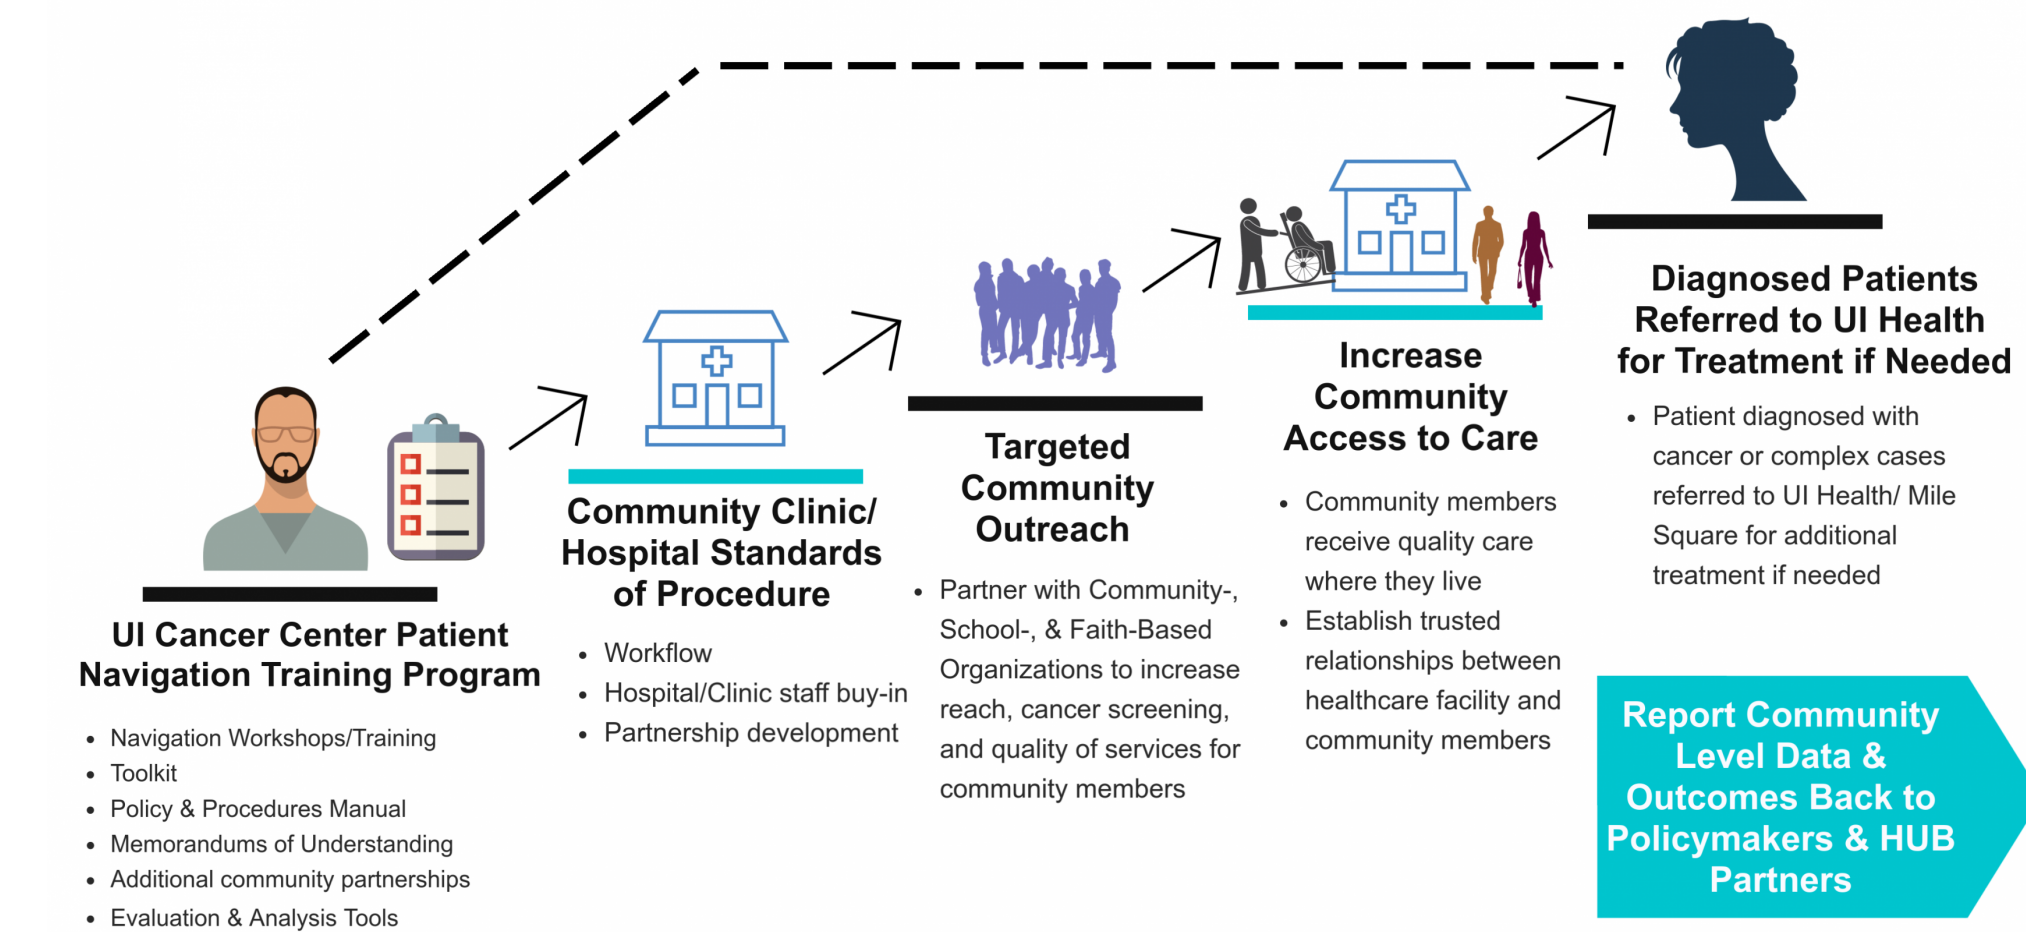 UI Cancer Center Patient
Navigation Training Program
• Navigation Workshops/Training
• Toolkit
• Policy & Procedures Manual
• Memorandums of Understanding
• Additional community partnerships
• Evaluation & Analysis Tools
Community Clinic/
Hospital Standards
of Procedure
• Workflow
• Hospital/Clinic staff buy-in
• Partnership development
Targeted
Community
Outreach
• Partner with Community-,
School-, & Faith-Based
Organizations to increase
reach, cancer screening,
and quality of services for
community members
Increase
Community
Access to Care
• Community members
receive quality care
where they live
• Establish trusted
relationships between
healthcare facility and
community members
Diagnosed Patients
Referred to UI Health
for Treatment if Needed
• Patient diagnosed with
cancer or complex cases
referred to UI Health/ Mile
Square for additional
treatment if needed
Report Community
Level Data &
Outcomes Back to
Policymakers & HUB
Partners